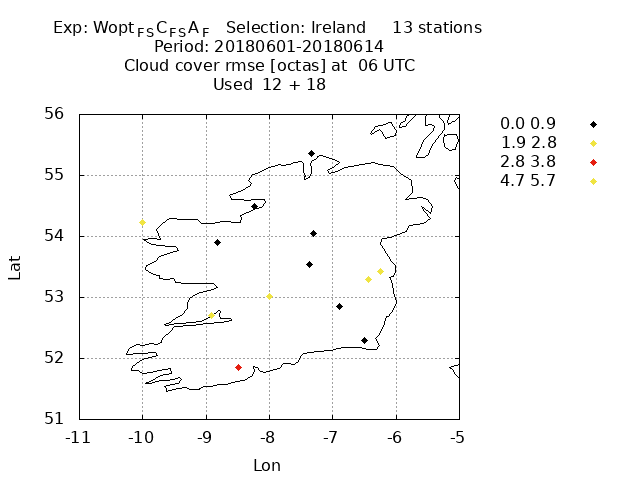 Exp: Wopt FS C FS A F Selection: Ireland 13 stations
Period: 20180601-20180614
Cloud cover rmse [octas] at 06 UTC
Used 12 + 18
0.0 0.9
1.9 2.8
2.8 3.8
4.7 5.7
56
55
54
53
52
51
Lat
-11 -10 -9 -8 -7 -6 -5
Lon